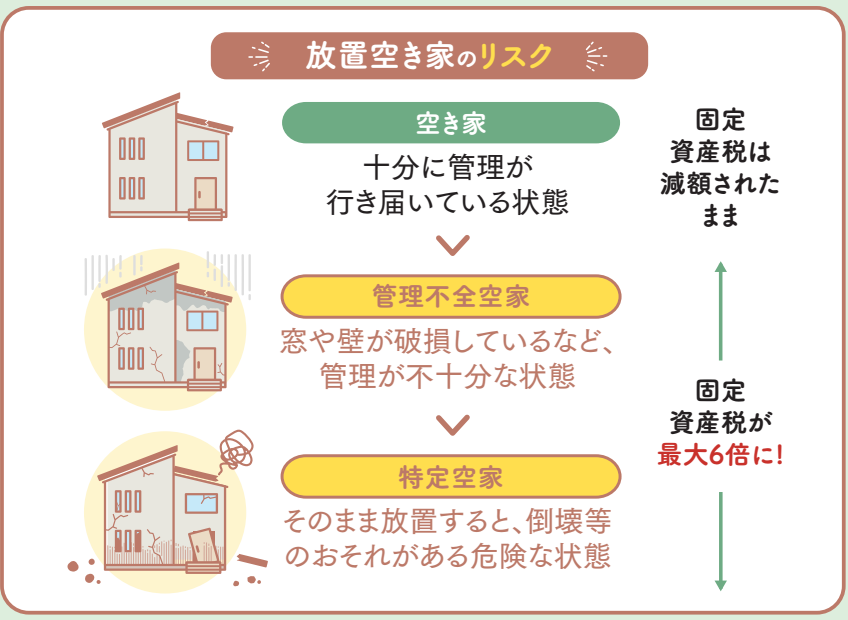 放置空き家のリスク
空き家
十分に管理が
行き届いている状態
管理不全空家
窓や壁が破損しているなど、
管理が不十分な状態
特定空家
そのまま放置すると、倒壊等
のおそれがある危険な状態
固定
資産税は
減額された
まま
固定
資産税が
最大6倍に!